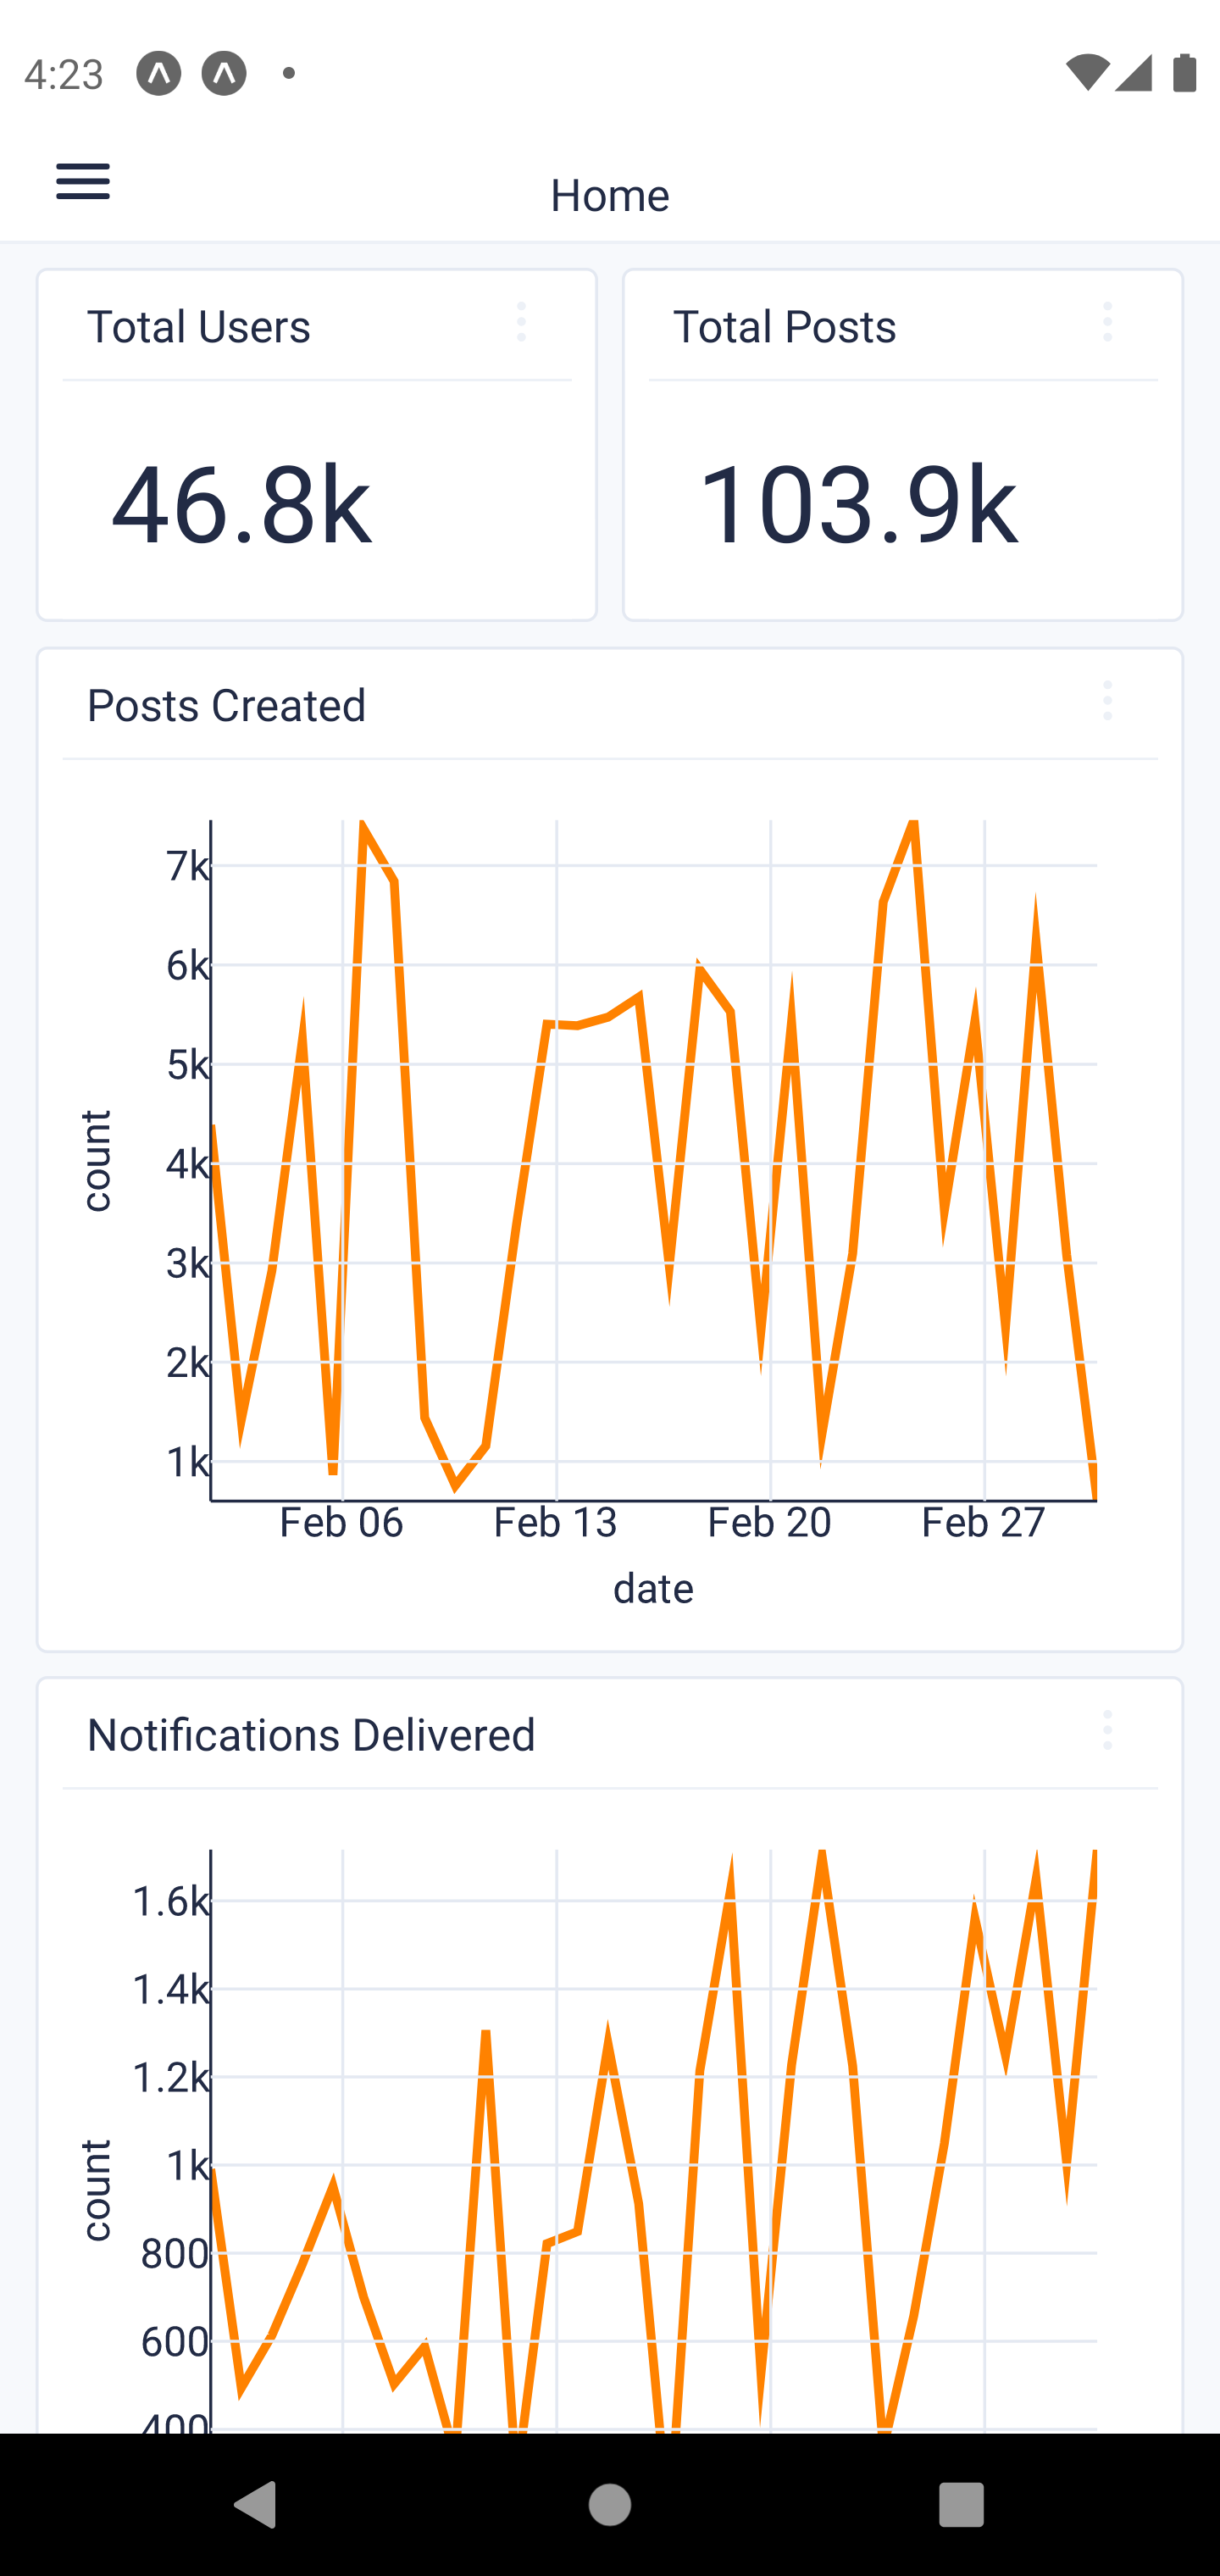 4:23
Home
Total Users
Total Posts
46.8k
103.9k
Posts Created
7k
6k
5k
4k
3k
2k
1k
count
Feb 06 Feb 13 Feb 20 Feb 27
date
Notifications Delivered
1.6k
1.4k
1.2k
1k
800
600
400
count